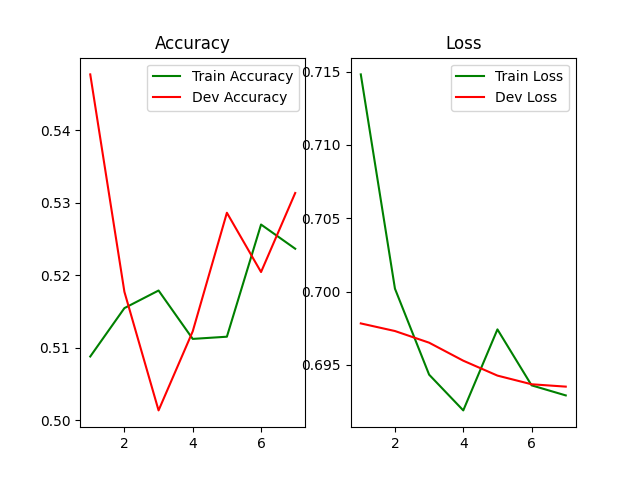 Accuracy
Train Accuracy
Dev Accuracy
0.54
0.53
0.52
0.51
0.50
2 4 6
Loss
Train Loss
Dev Loss
0.715
0.710
0.705
0.700
0.695
2 4 6